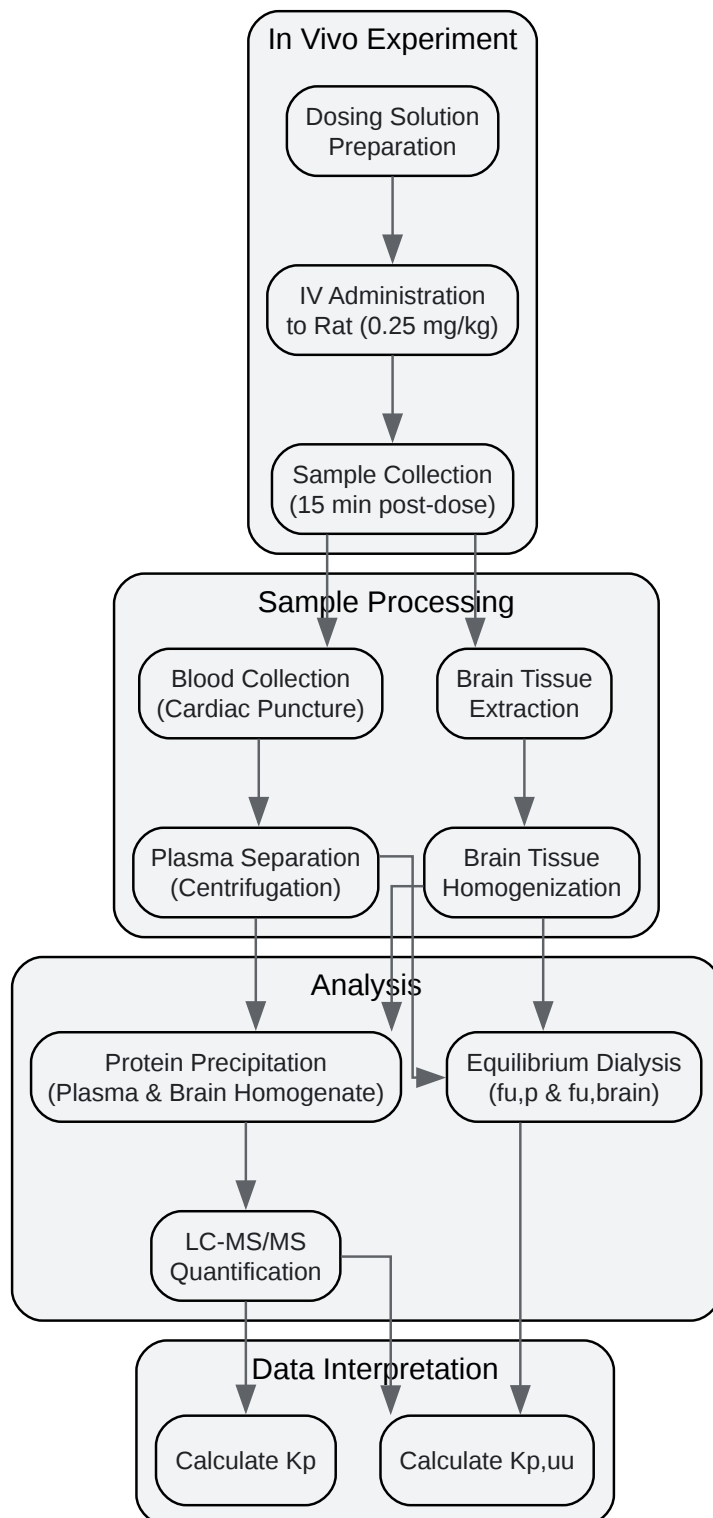 In Vivo Experiment
Dosing Solution
Preparation
IV Administration
to Rat (0.25 mg/kg)
Sample Collection
(15 min post-dose)
Sample Processing
Blood Collection
(Cardiac Puncture)
Brain Tissue
Extraction
Plasma Separation
(Centrifugation)
Brain Tissue
Homogenization
Analysis
Protein Precipitation
(Plasma & Brain Homogenate)
Equilibrium Dialysis
(fu,p & fu,brain)
LC-MS/MS
Quantification
Data Interpretation
Calculate Kp
Calculate Kp,uu